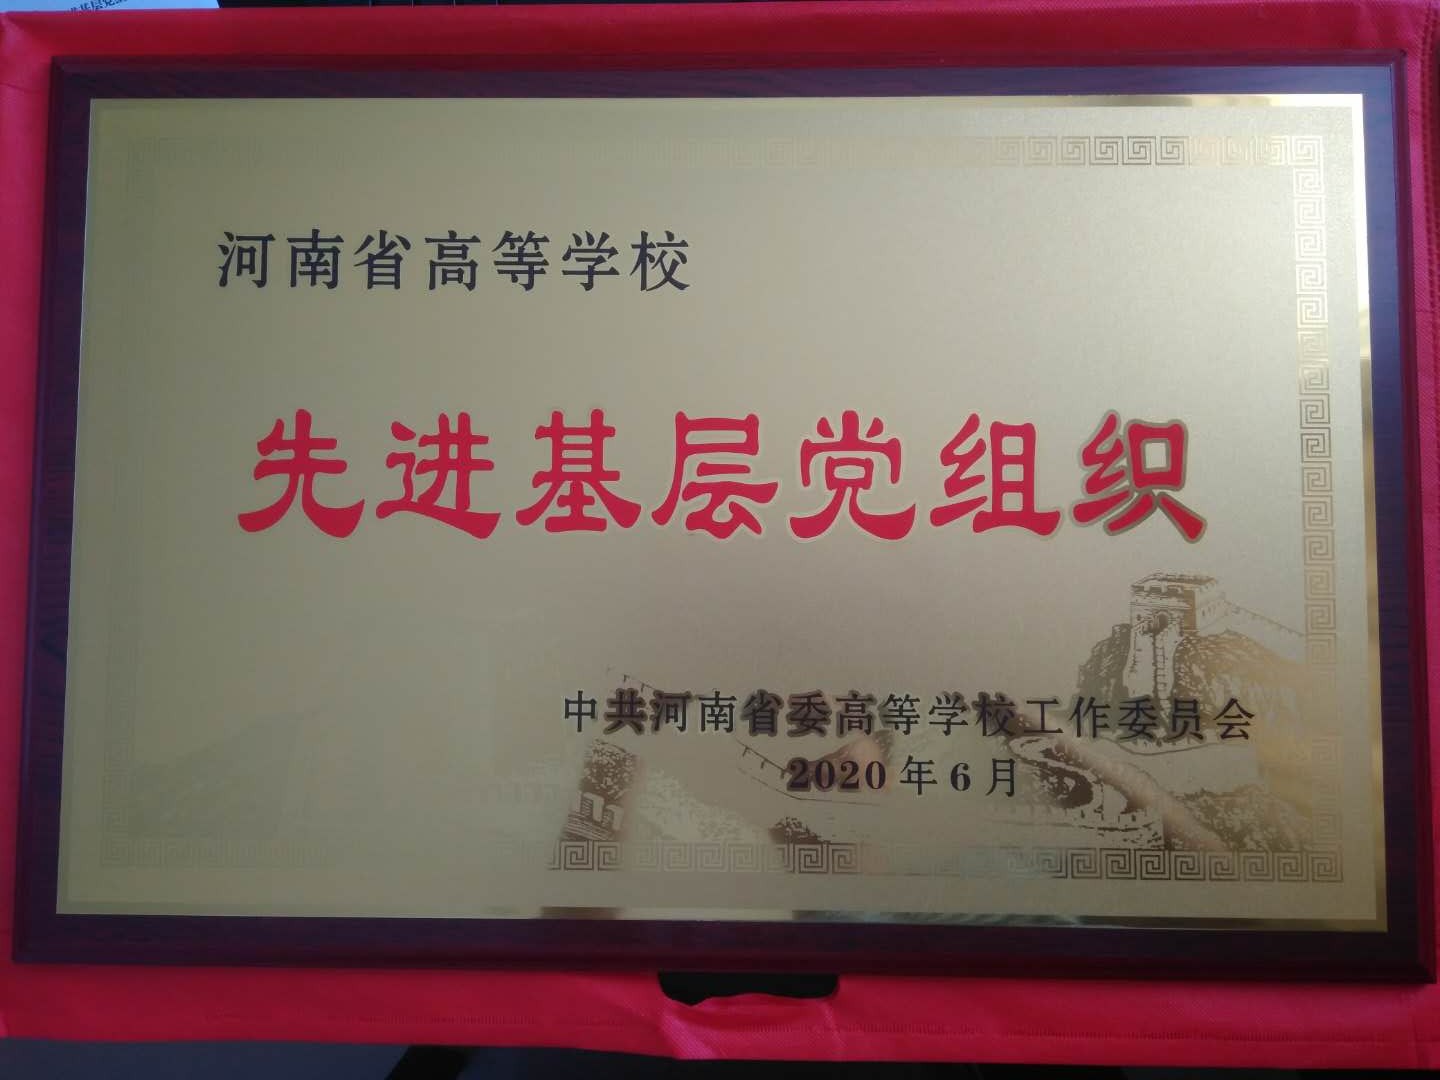 河南省高等学校
先进基层党组织
中共河南省委高等学校工作委员会
2020年6月